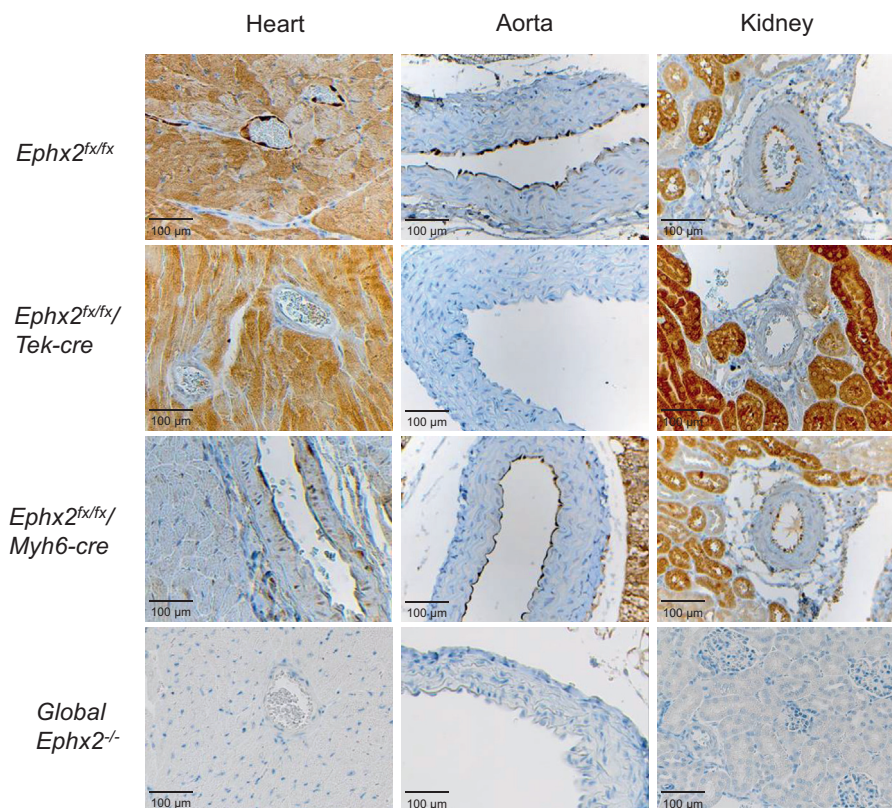 Heart Aorta Kidney
Ephx2fx/fx
100 µm 100 µm 100 µm
Ephx2fx/fx/
Tek-cre
100 µm 100 µm 100 µm
Ephx2fx/fx/
Myh6-cre
100 µm 100 µm 100 µm
Global
Ephx2-/-
100 µm 100 µm 100 µm